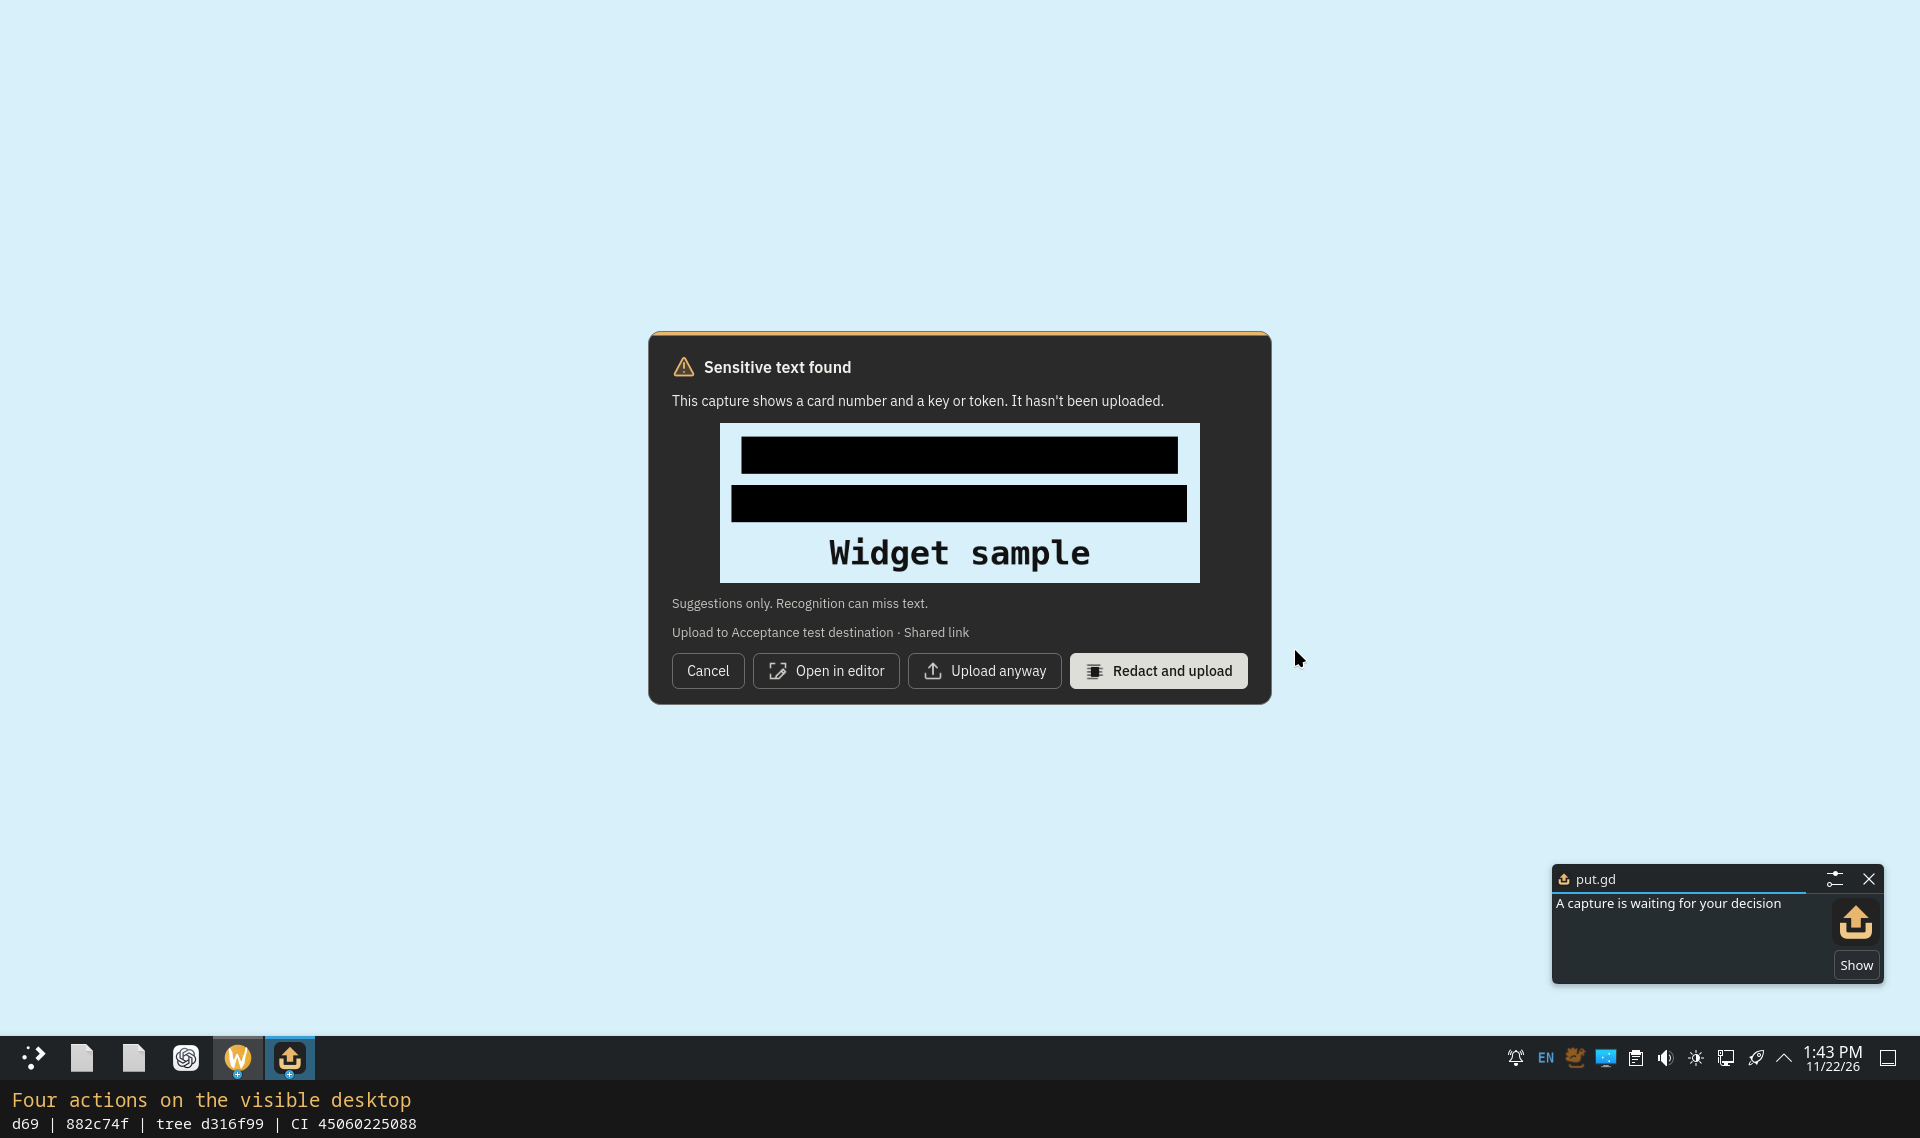 Sensitive text found
This capture shows a card number and a key or token. It hasn't been uploaded.
Widget sample
Suggestions only. Recognition can miss text.
Upload to Acceptance test destination · Shared link
Cancel
Open in editor
Upload anyway
Redact and upload
put.gd
A capture is waiting for your decision
Show
W
EN
1:43 PM
11/22/26
Four actions on the visible desktop
d69 | 882c74f | tree d316f99 | CI 45060225088